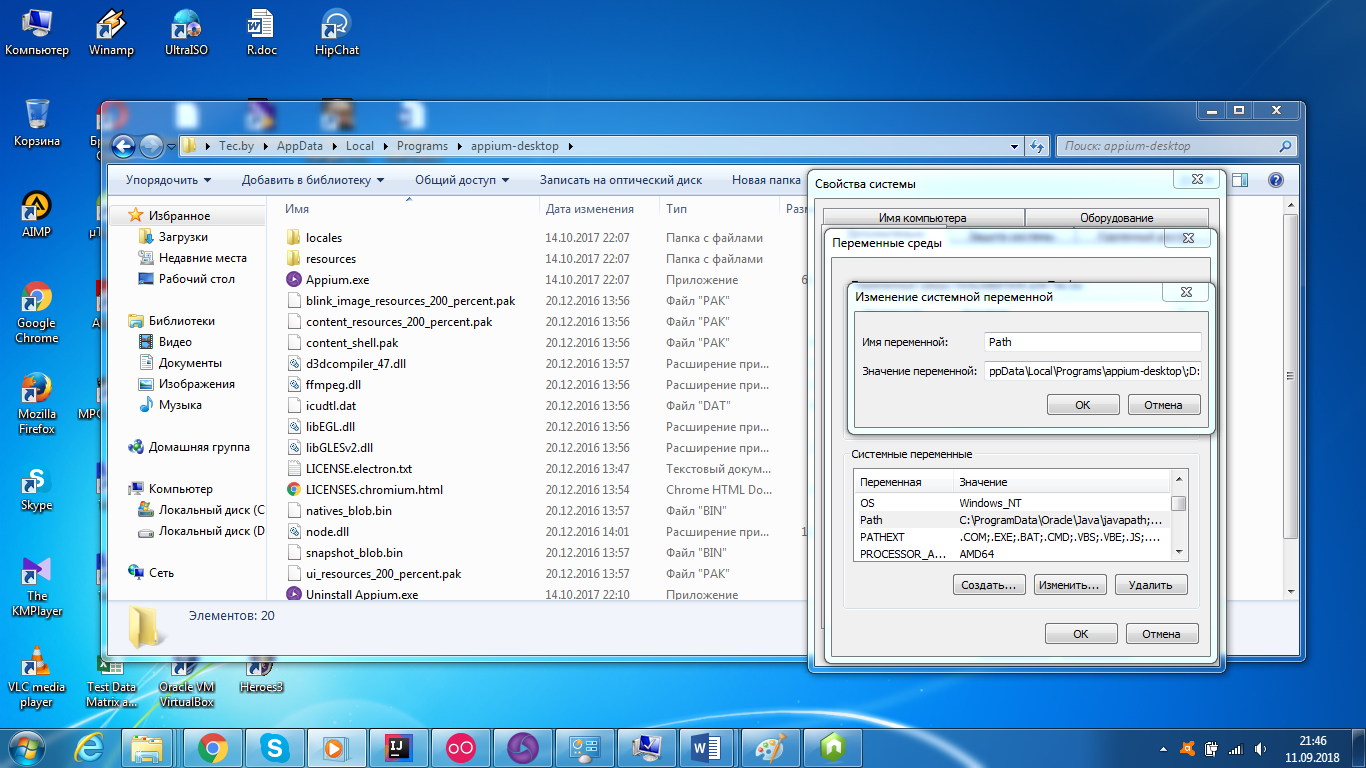 Компьютер
Winamp
UltraISO
R.doc
HipChat
Корзина
AIMP
Google Chrome
Mozilla Firefox
Skype
The KMPlayer
VLC media player
Test Data Matrix a...
Oracle VM VirtualBox
Heroes3
Tec.by
AppData
Local
Programs
appium-desktop
Поиск: appium-desktop
Упорядочить
Добавить в библиотеку
Общий доступ
Записать на оптический диск
Новая папка
Избранное
Загрузки
Недавние места
Рабочий стол
Библиотеки
Видео
Документы
Изображения
Музыка
Домашняя группа
Компьютер
Локальный диск (C
Локальный диск (D
Сеть
Имя Дата изменения Тип Разм
locales 14.10.2017 22:07 Папка с файлами
resources 14.10.2017 22:07 Папка с файлами
Appium.exe 14.10.2017 22:07 Приложение 6
blink_image_resources_200_percent.pak 20.12.2016 13:56 Файл "PAK"
content_resources_200_percent.pak 20.12.2016 13:56 Файл "PAK"
content_shell.pak 20.12.2016 13:56 Файл "PAK"
d3dcompiler_47.dll 20.12.2016 13:57 Расширение при...
ffmpeg.dll 20.12.2016 13:56 Расширение при...
icudtl.dat 20.12.2016 13:56 Файл "DAT"
libEGL.dll 20.12.2016 13:57 Расширение при...
libGLESv2.dll 20.12.2016 13:56 Расширение при...
LICENSE.electron.txt 20.12.2016 13:47 Текстовый докум...
LICENSES.chromium.html 20.12.2016 13:54 Chrome HTML Do...
natives_blob.bin 20.12.2016 13:57 Файл "BIN"
node.dll 20.12.2016 14:01 Расширение при... 1
snapshot_blob.bin 20.12.2016 13:57 Файл "BIN"
ui_resources_200_percent.pak 20.12.2016 13:57 Файл "PAK"
Uninstall Appium.exe 14.10.2017 22:10 Приложение
Элементов: 20
Свойства системы
Имя компьютера
Оборудование
Переменные среды
Изменение системной переменной
Имя переменной: Path
Значение переменной: ppData\Local\Programs\appium-desktop\;D:
ОК
Отмена
Системные переменные
Переменная Значение
OS Windows_NT
Path C:\ProgramData\Oracle\Java\javapath;...
PATHEXT .COM;.EXE;.BAT;.CMD;.VBS;.VBE;.JS;....
PROCESSOR_A... AMD64
Создать...
Изменить...
Удалить
ОК
Отмена
21:46
11.09.2018